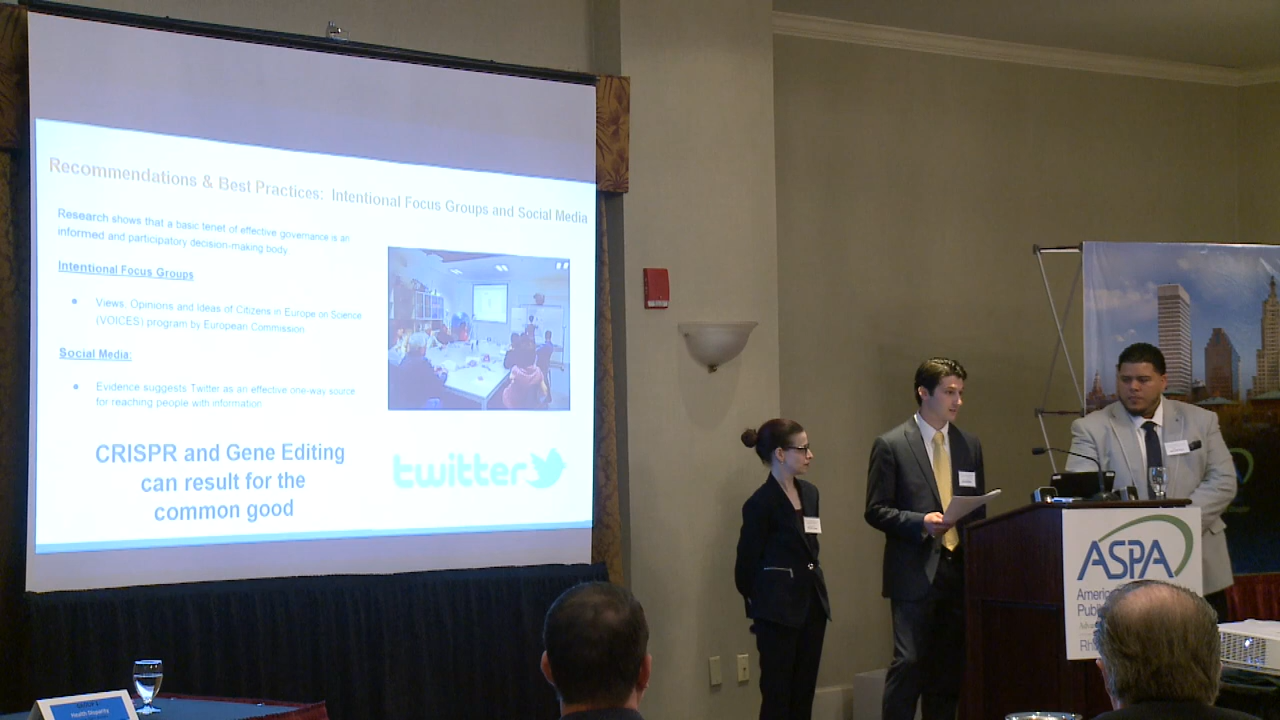 Recommendations & Best Practices: Intentional Focus Groups and Social Media
Research shows that a basic tenet of effective governance is an
informed and participatory decision-making body
Intentional Focus Groups
• Views, Opinions and Ideas of Citizens in Europe on Science
(VOICES) program by European Commission
Social Media:
• Evidence suggests Twitter as an effective one-way source
for reaching people with information
CRISPR and Gene Editing
can result for the
common good
twitter
ASPA
Health Disparity